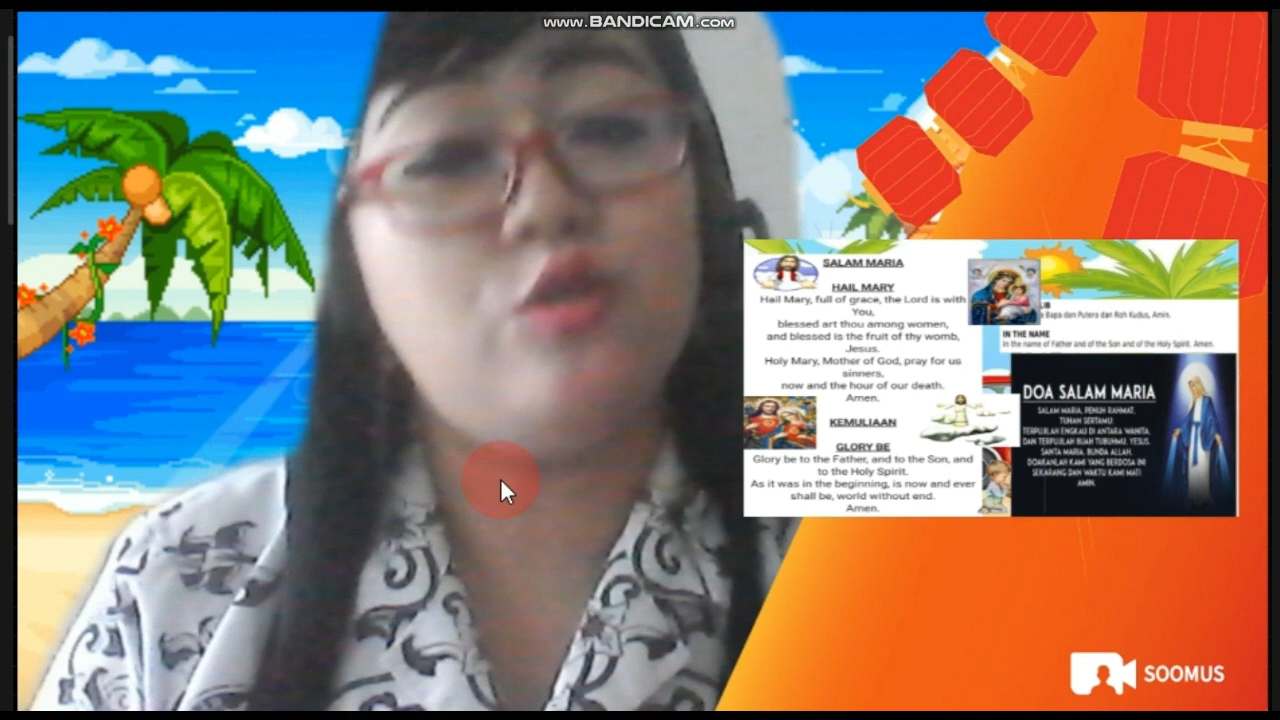 www.BANDICAM.com
SALAM MARIA
HAIL MARY
Hail Mary, full of grace, the Lord is with
You,
blessed art thou among women,
and blessed is the fruit of thy womb,
Jesus.
Holy Mary, Mother of God, pray for us
sinners,
now and the hour of our death.
Amen.
KEMULIAAN
GLORY BE
Glory be to the Father, and to the Son, and
to the Holy Spirit.
As it was in the beginning, is now and ever
shall be, world without end.
Amen.
Bapa dan Putera dan Roh Kudus, Amin.
IN THE NAME
In the name of Father and of the Son and of the Holy Spirit. Amen.
DOA SALAM MARIA
SALAM MARIA, PENUH RAHMAT,
TUHAN SERTAMU;
TERPUJILAH ENGKAU DI ANTARA WANITA,
DAN TERPUJILAH BUAH TUBUHMU, YESUS.
SANTA MARIA, BUNDA ALLAH,
DOAKANLAH KAMI YANG BERDOSA INI
SEKARANG DAN WAKTU KAMI MATI
AMIN.
SOOMUS